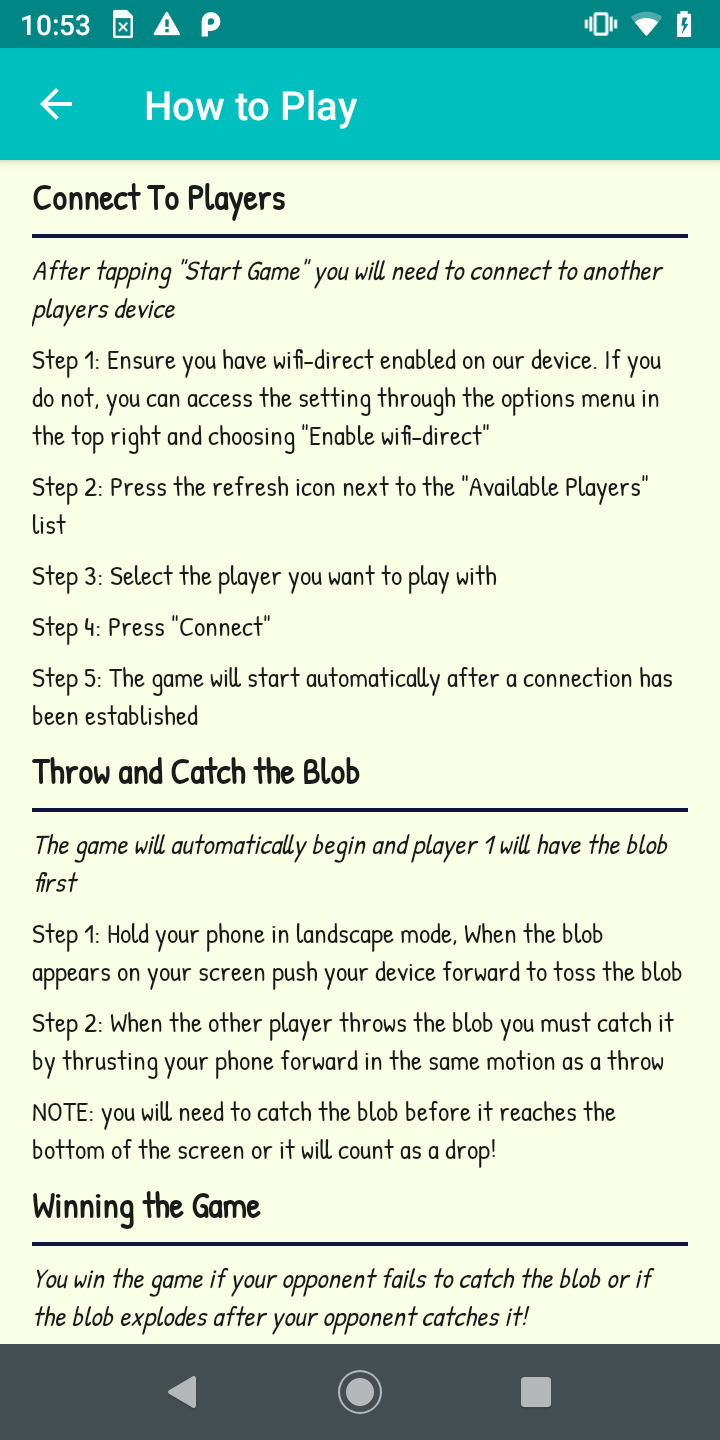 10:53
How to Play
Connect To Players
After tapping "Start Game" you will need to connect to another
players device
Step 1: Ensure you have wifi-direct enabled on our device. If you
do not, you can access the setting through the options menu in
the top right and choosing "Enable wifi-direct"
Step 2: Press the refresh icon next to the "Available Players"
list
Step 3: Select the player you want to play with
Step 4: Press "Connect"
Step 5: The game will start automatically after a connection has
been established
Throw and Catch the Blob
The game will automatically begin and player 1 will have the blob
first
Step 1: Hold your phone in landscape mode, When the blob
appears on your screen push your device forward to toss the blob
Step 2: When the other player throws the blob you must catch it
by thrusting your phone forward in the same motion as a throw
NOTE: you will need to catch the blob before it reaches the
bottom of the screen or it will count as a drop!
Winning the Game
You win the game if your opponent fails to catch the blob or if
the blob explodes after your opponent catches it!